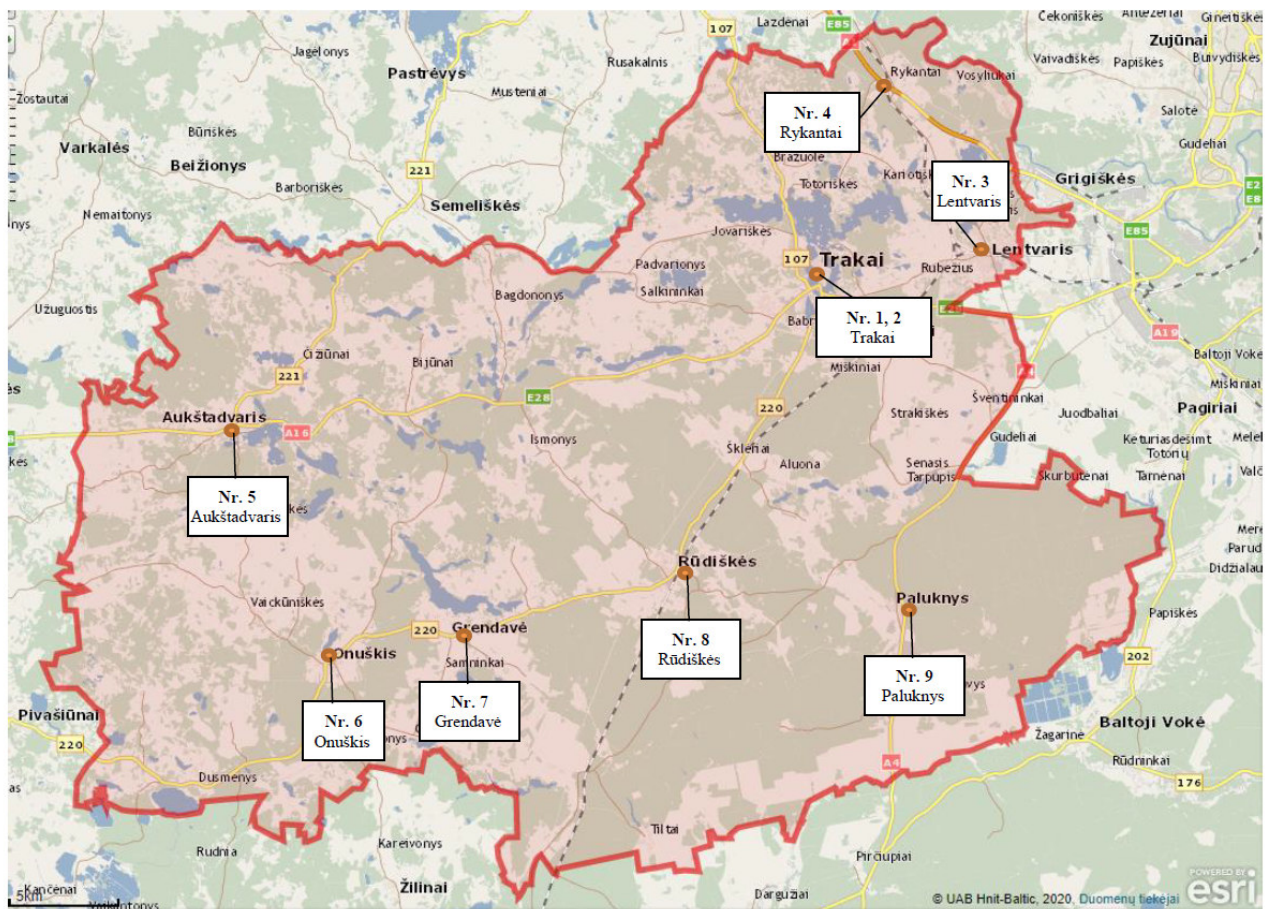 Lazdėnai
E85
Čekoniškės
Gineitiškės
107
Zujūnai
Jagėlonys
Rusakalnis
Rykantai
Vosyliukai
Vaivadiškės
Papiškės
Buivydiškės
Pastrėvys
Musteniai
Žostautai
Nr. 4
Rykantai
Salotė
Būriškės
Gudeliai
Varkalės
Beižionys
221
Brazuolė
Nr. 3
Lentvaris
Grigiškės
Barboriškės
Totoriškės
Nemaitonys
Semeliškės
E85
Jovariškės
Lentvaris
107
Trakai
Padvarionys
Rubežius
Salkininkai
Bagdononys
Užuguostis
Nr. 1, 2
Trakai
A19
Čižiūnai
Bijūnai
Baltoji Vokė
Miškiniai
Miškiniai
221
E28
220
Šventininkai
Juodbaliai
Pagiriai
Aukštadvaris
A16
Strakiškės
Ismonys
Gudeliai
Keturiasdešimt
Totorių
Šklėriai
Aluona
Senasis
Tarpupis
Skurbutėnai
Tarnėnai
Nr. 5
Aukštadvaris
Rūdiškės
Vaickūniškės
Paluknys
Papiškės
220
Grendavė
Onuškis
Samninkai
Nr. 8
Rūdiškės
202
Nr. 9
Paluknys
Nr. 7
Grendavė
Nr. 6
Onuškis
Pivašiūnai
220
Baltoji Vokė
Žagarinė
A4
Rūdninkai
Dusmenys
176
Tiltai
Rudnia
Kareivonys
Pirčiupiai
Žilinai
Kančėnai
Dargužiai
5km
© UAB Hnit-Baltic, 2020, Duomenų tiekėjai
POWERED BY
esri